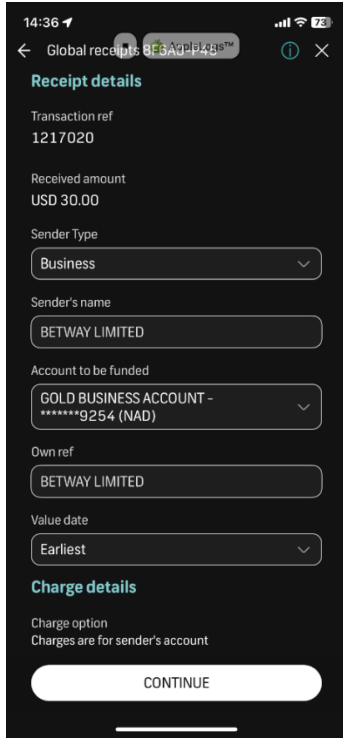 14:36
73
Global receipts
AppleLogs™
Receipt details
Transaction ref
1217020
Received amount
USD 30.00
Sender Type
Business
Sender's name
BETWAY LIMITED
Account to be funded
GOLD BUSINESS ACCOUNT -
*******9254 (NAD)
Own ref
BETWAY LIMITED
Value date
Earliest
Charge details
Charge option
Charges are for sender's account
CONTINUE